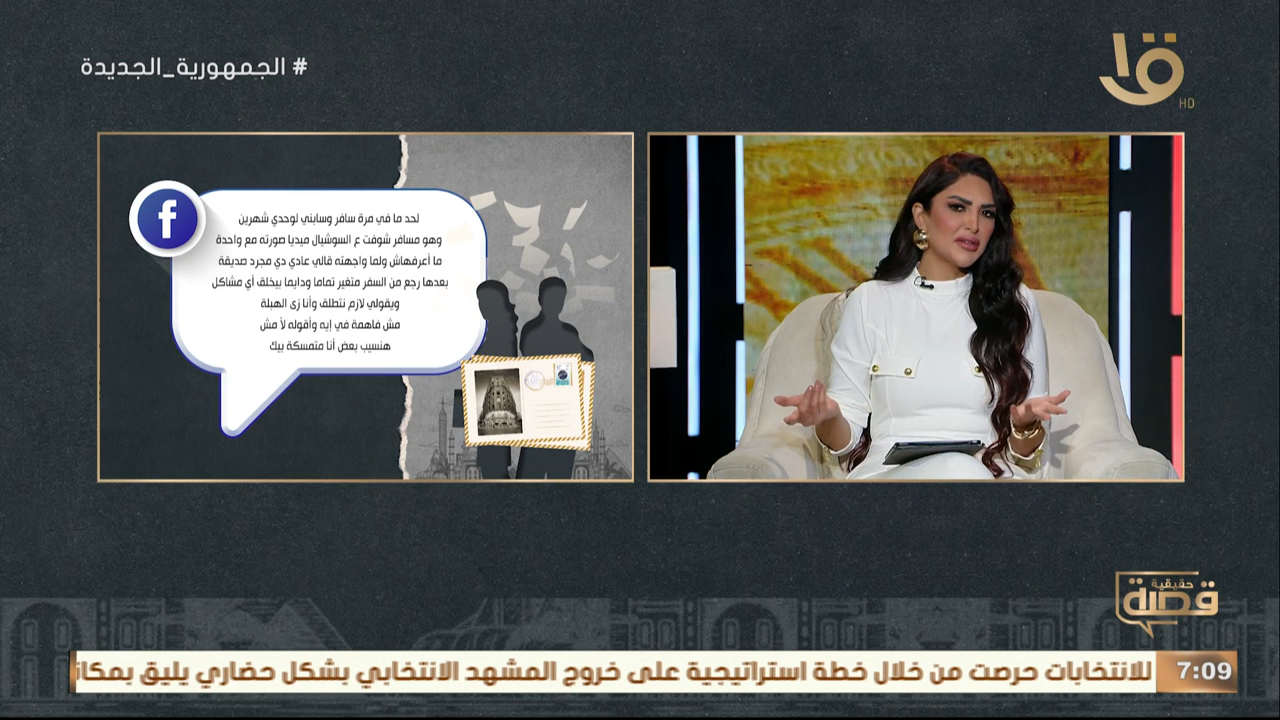 # الجمهورية_الجديدة
HD
f
لحد ما في مرة سافر وسابني لوحدي شهرين
وهو مسافر شوفت ع السوشيال ميديا صورته مع واحدة
ما أعرفهاش ولما واجهته قالي عادي دي مجرد صديقة
بعدها رجع من السفر متغير تماما ودايما بيخلق أي مشاكل
ويقولي لازم نتطلق وأنا زى الهبلة
مش فاهمة في إيه وأقوله لأ مش
هنسيب بعض أنا متمسكة بيك
قصة حقيقية
7:09
للانتخابات حرصت من خلال خطة استراتيجية على خروج المشهد الانتخابي بشكل حضاري يليق